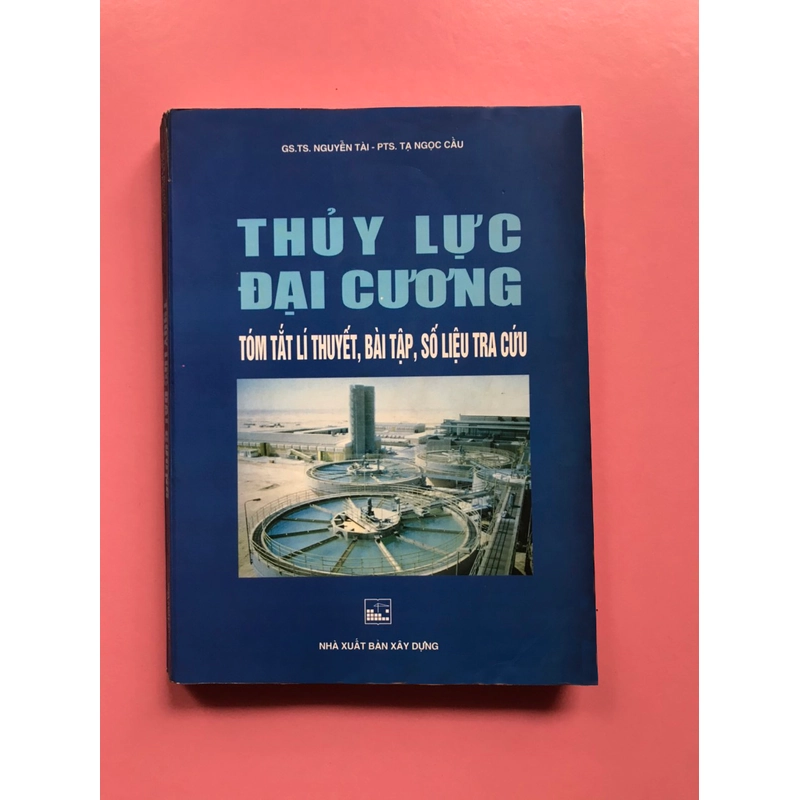 GS.TS. NGUYỄN TÀI - PTS. TẠ NGỌC CẦU
THỦY LỰC
ĐẠI CƯƠNG
TÓM TẮT LÍ THUYẾT, BÀI TẬP, SỐ LIỆU TRA CỨU
NHÀ XUẤT BẢN XÂY DỰNG